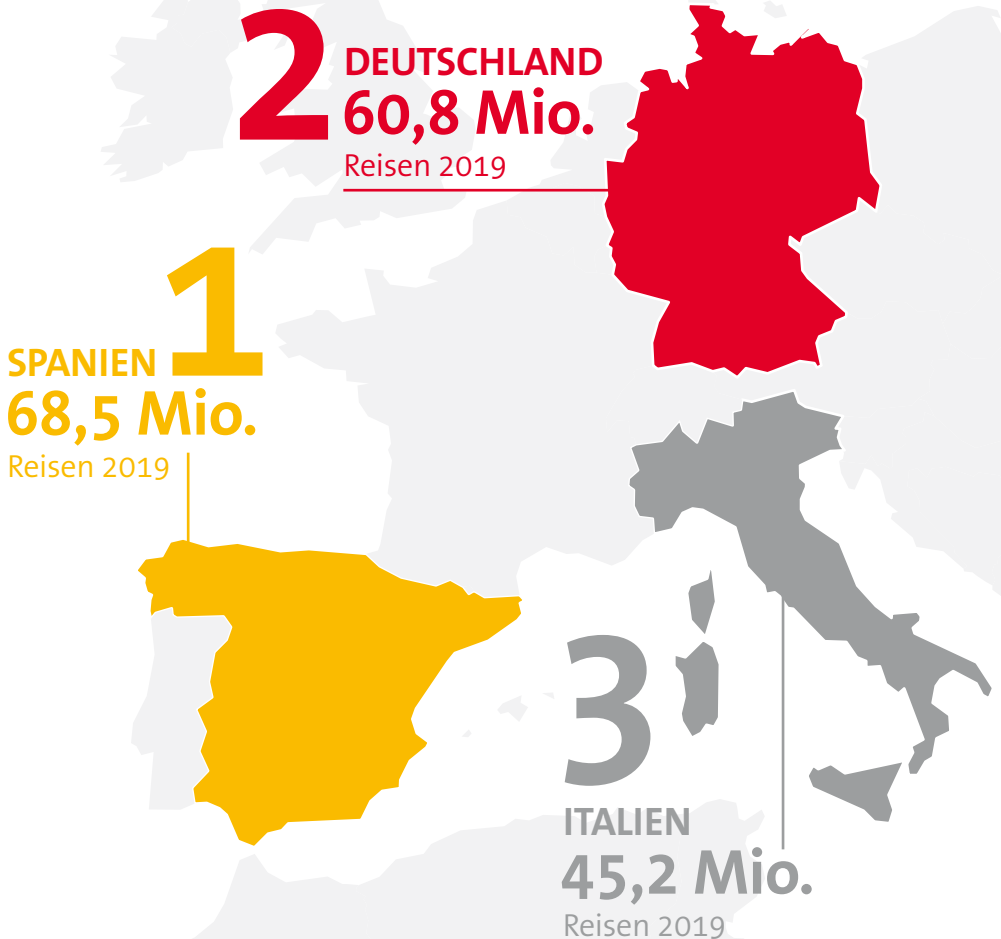 2
DEUTSCHLAND
60,8 Mio.
Reisen 2019
1
SPANIEN
68,5 Mio.
Reisen 2019
3
ITALIEN
45,2 Mio.
Reisen 2019